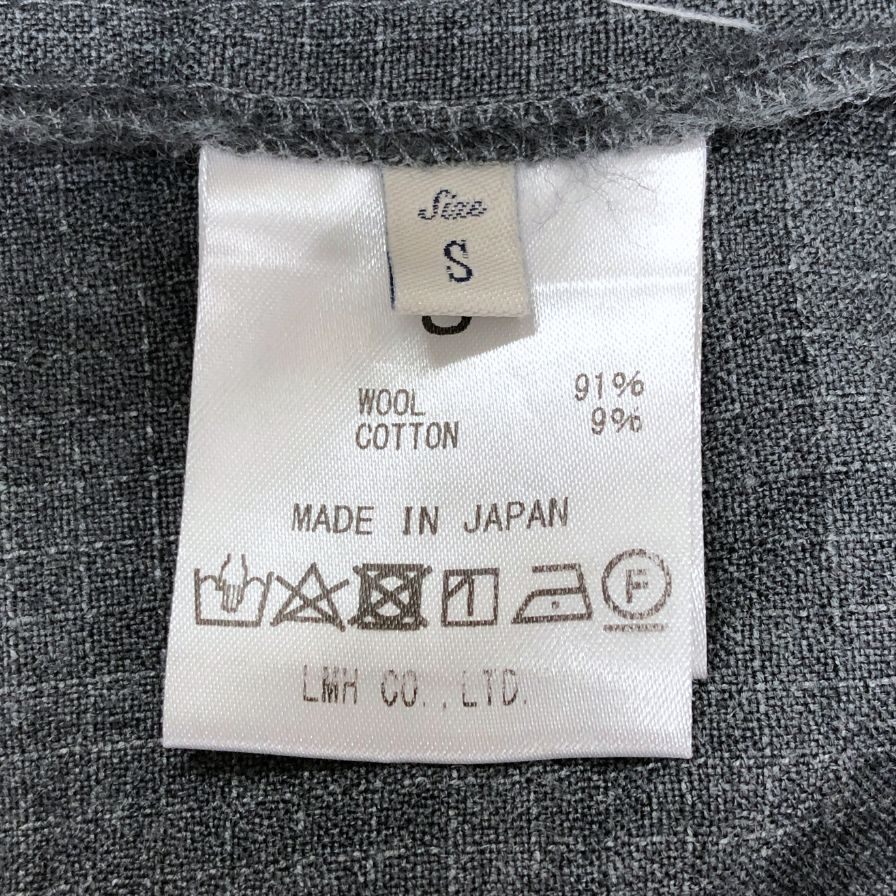 Size
S
WOOL 91%
COTTON 9%
MADE IN JAPAN
F
LMH CO.,LTD.